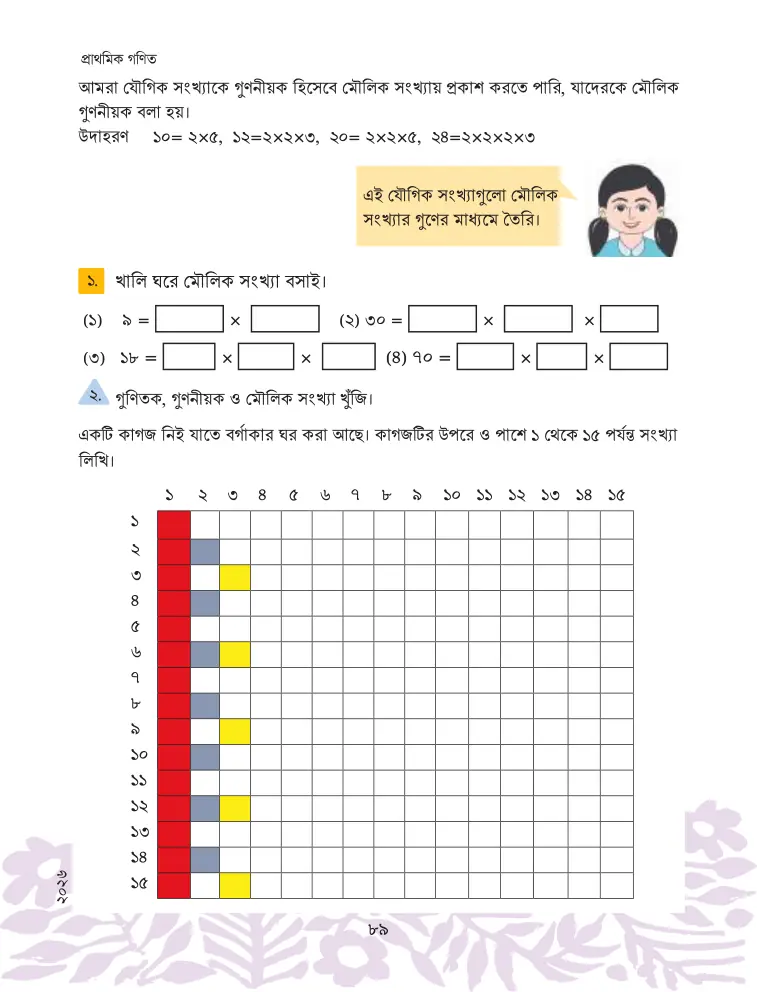 প্রাথমিক গণিত
আমরা যৌগিক সংখ্যাকে গুণনীয়ক হিসেবে মৌলিক সংখ্যায় প্রকাশ করতে পারি, যাদেরকে মৌলিক
গুণনীয়ক বলা হয়।
উদাহরণ ১০= ২×৫, ১২=২×২×৩, ২০= ২×২×৫, ২৪=২×২×২×৩
এই যৌগিক সংখ্যাগুলো মৌলিক
সংখ্যার গুণের মাধ্যমে তৈরি।
১. খালি ঘরে মৌলিক সংখ্যা বসাই।
(১) ৯ = × (২) ৩০ = × ×
(৩) ১৮ = × × (৪) ৭০ = × ×
২. গুণিতক, গুণনীয়ক ও মৌলিক সংখ্যা খুঁজি।
একটি কাগজ নিই যাতে বর্গাকার ঘর করা আছে। কাগজটির উপরে ও পাশে ১ থেকে ১৫ পর্যন্ত সংখ্যা
লিখি।
১ ২ ৩ ৪ ৫ ৬ ৭ ৮ ৯ ১০ ১১ ১২ ১৩ ১৪ ১৫
১
২
৩
৪
৫
৬
৭
৮
৯
১০
১১
১২
১৩
১৪
১৫
২০২৬
৮৯